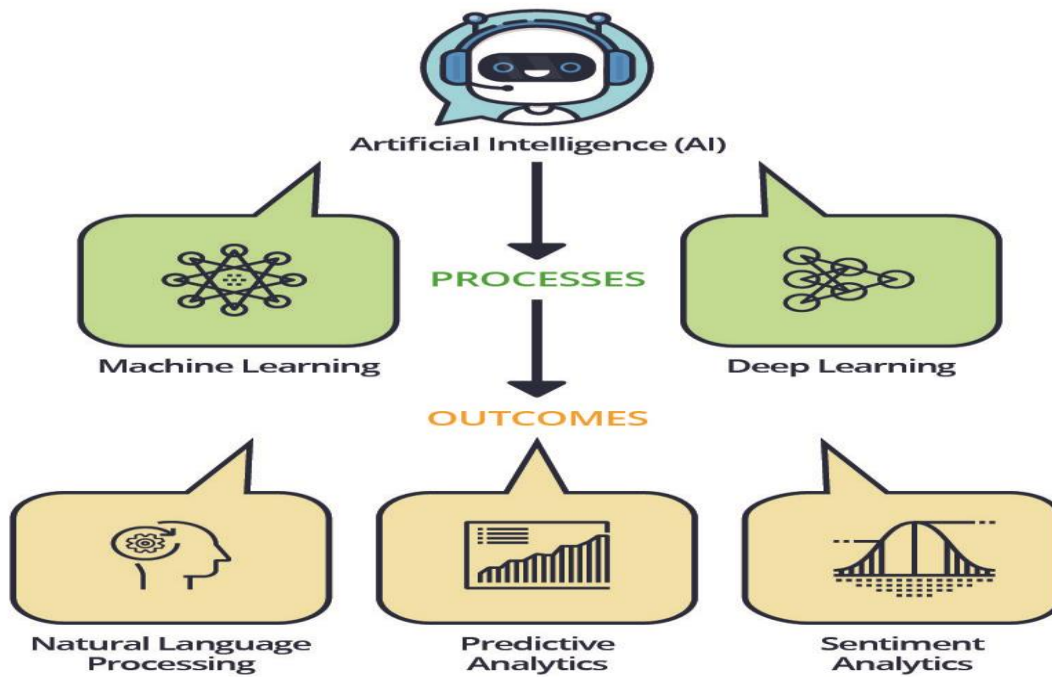 Artificial Intelligence (AI)
PROCESSES
Machine Learning
Deep Learning
OUTCOMES
Natural Language
Processing
Predictive
Analytics
Sentiment
Analytics